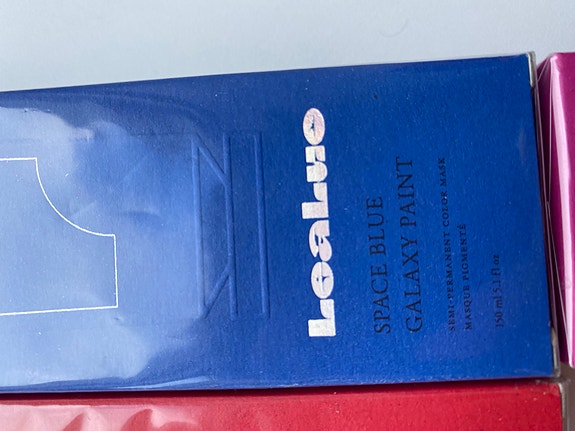 LOALUO
SPACE BLUE
GALAXY PAINT
SEMI-PERMANENT COLOR MASK
MASQUE PIGMENTÉ
150 ml 5.1 fl oz